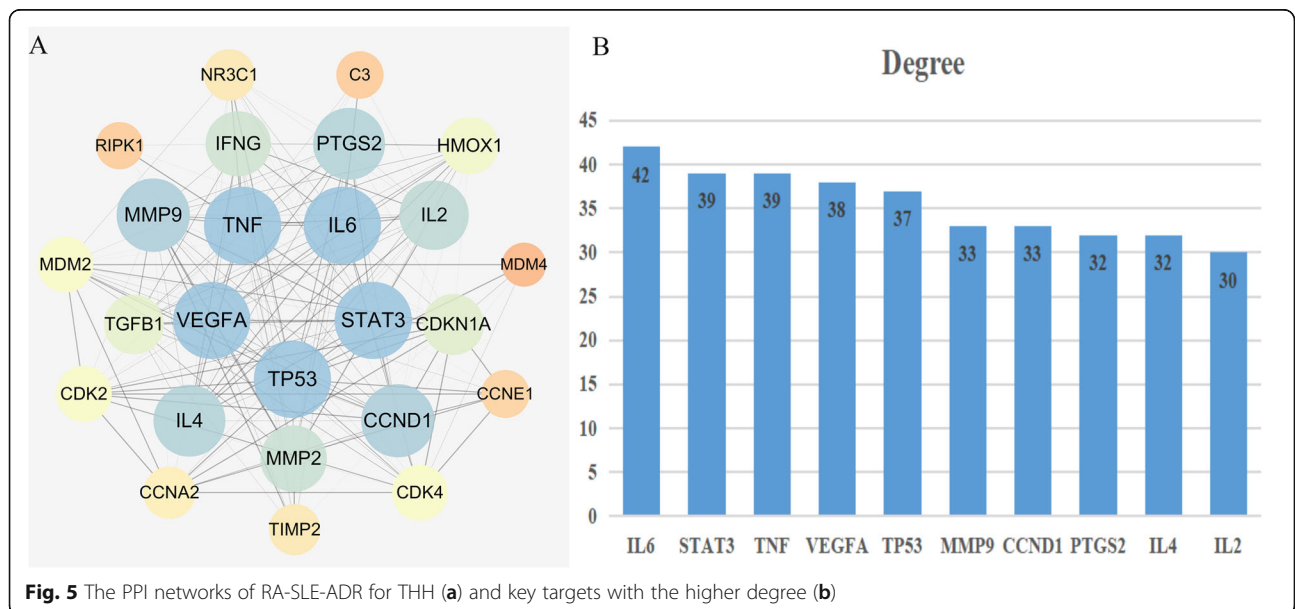 A
NR3C1
C3
RIPK1
IFNG
PTGS2
HMOX1
MMP9
TNF
IL6
IL2
MDM2
MDM4
TGFB1
VEGFA
STAT3
CDKN1A
TP53
CDK2
CCNE1
IL4
CCND1
MMP2
CCNA2
CDK4
TIMP2
B
Degree
45
40
35
30
25
20
15
10
5
0
42
39
39
38
37
33
33
32
32
30
IL6 STAT3 TNF VEGFA TP53 MMP9 CCND1 PTGS2 IL4 IL2
Fig. 5 The PPI networks of RA-SLE-ADR for THH (a) and key targets with the higher degree (b)